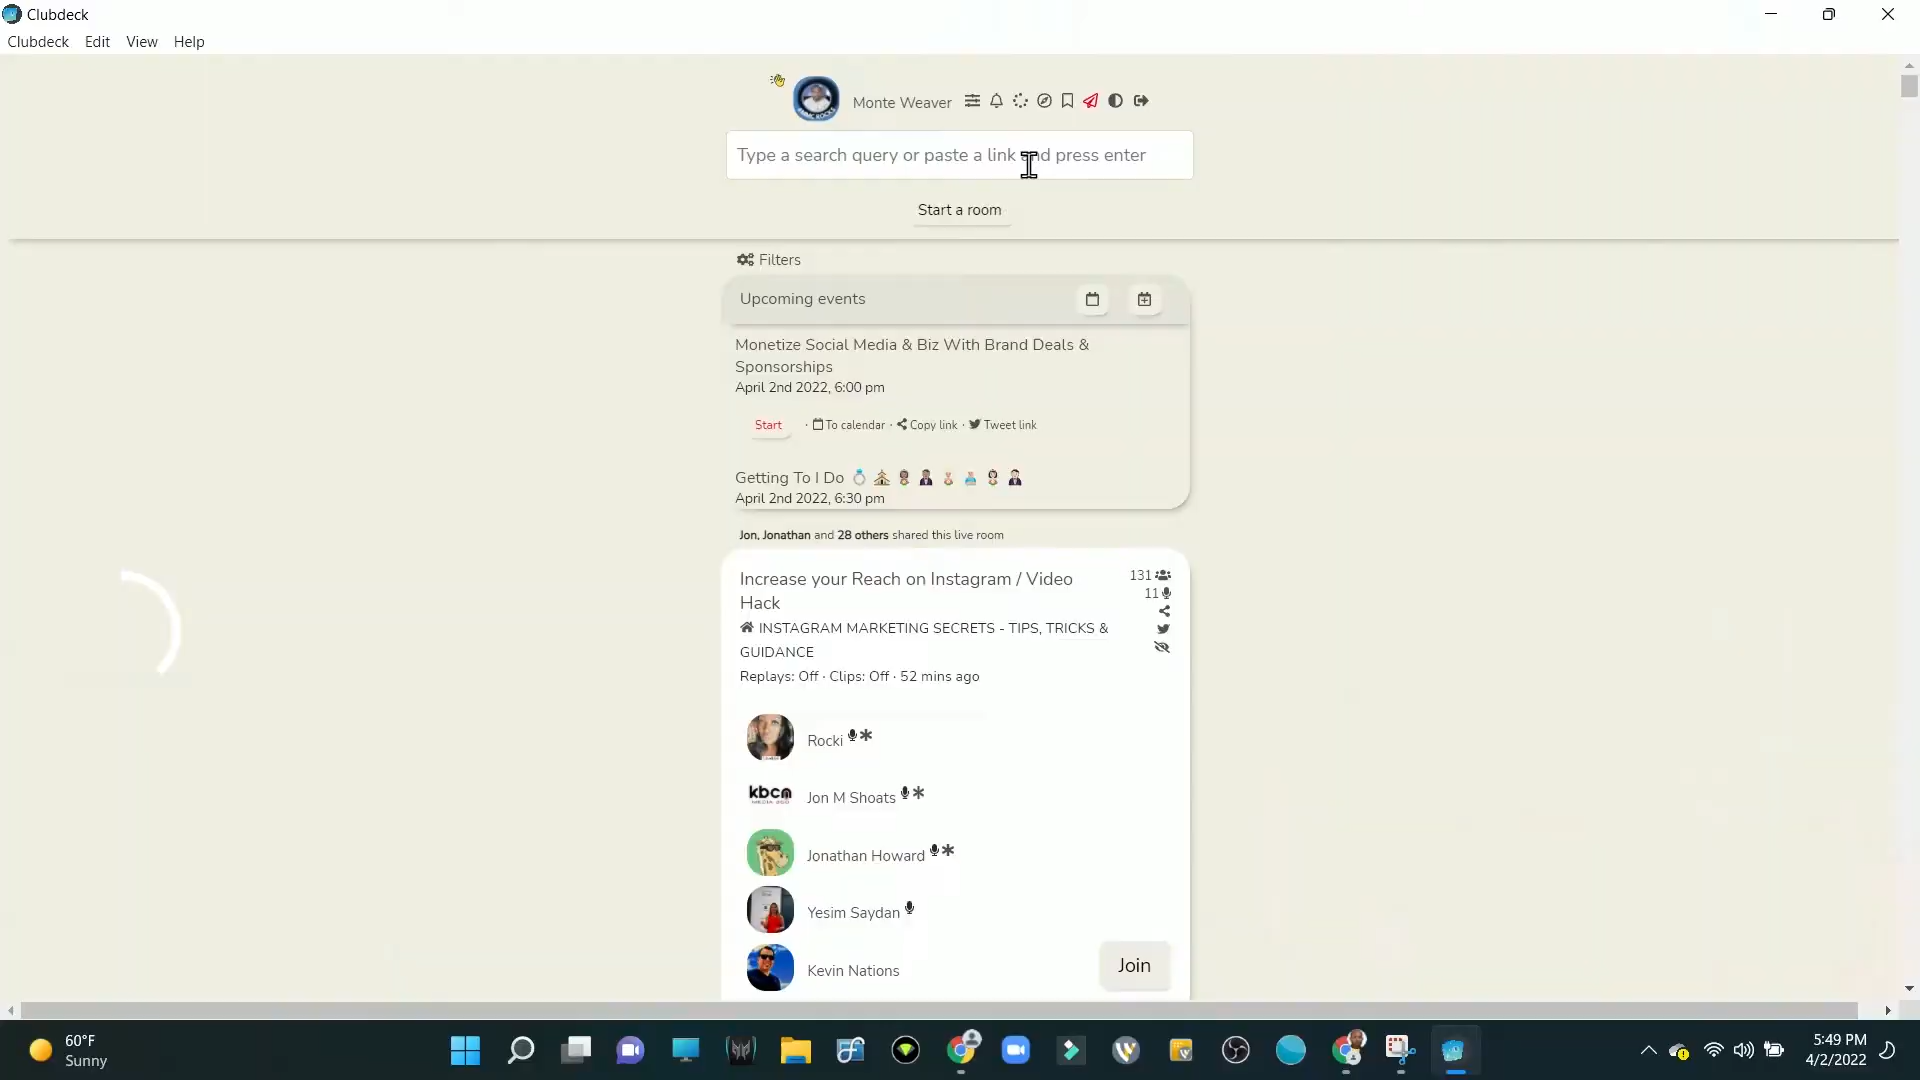 Clubdeck
Clubdeck Edit View Help
Monte Weaver
Type a search query or paste a link and press enter
Start a room
Filters
Upcoming events
Monetize Social Media & Biz With Brand Deals &
Sponsorships
April 2nd 2022, 6:00 pm
Start · To calendar · Copy link · Tweet link
Getting To I Do 
April 2nd 2022, 6:30 pm
Jon, Jonathan and 28 others shared this live room
Increase your Reach on Instagram / Video
Hack
131
11
INSTAGRAM MARKETING SECRETS - TIPS, TRICKS &
GUIDANCE
Replays: Off · Clips: Off · 52 mins ago
Rocki
kbcn
Jon M Shoats
Jonathan Howard
Yesim Saydan
Kevin Nations
Join
60°F
Sunny
5:49 PM
4/2/2022